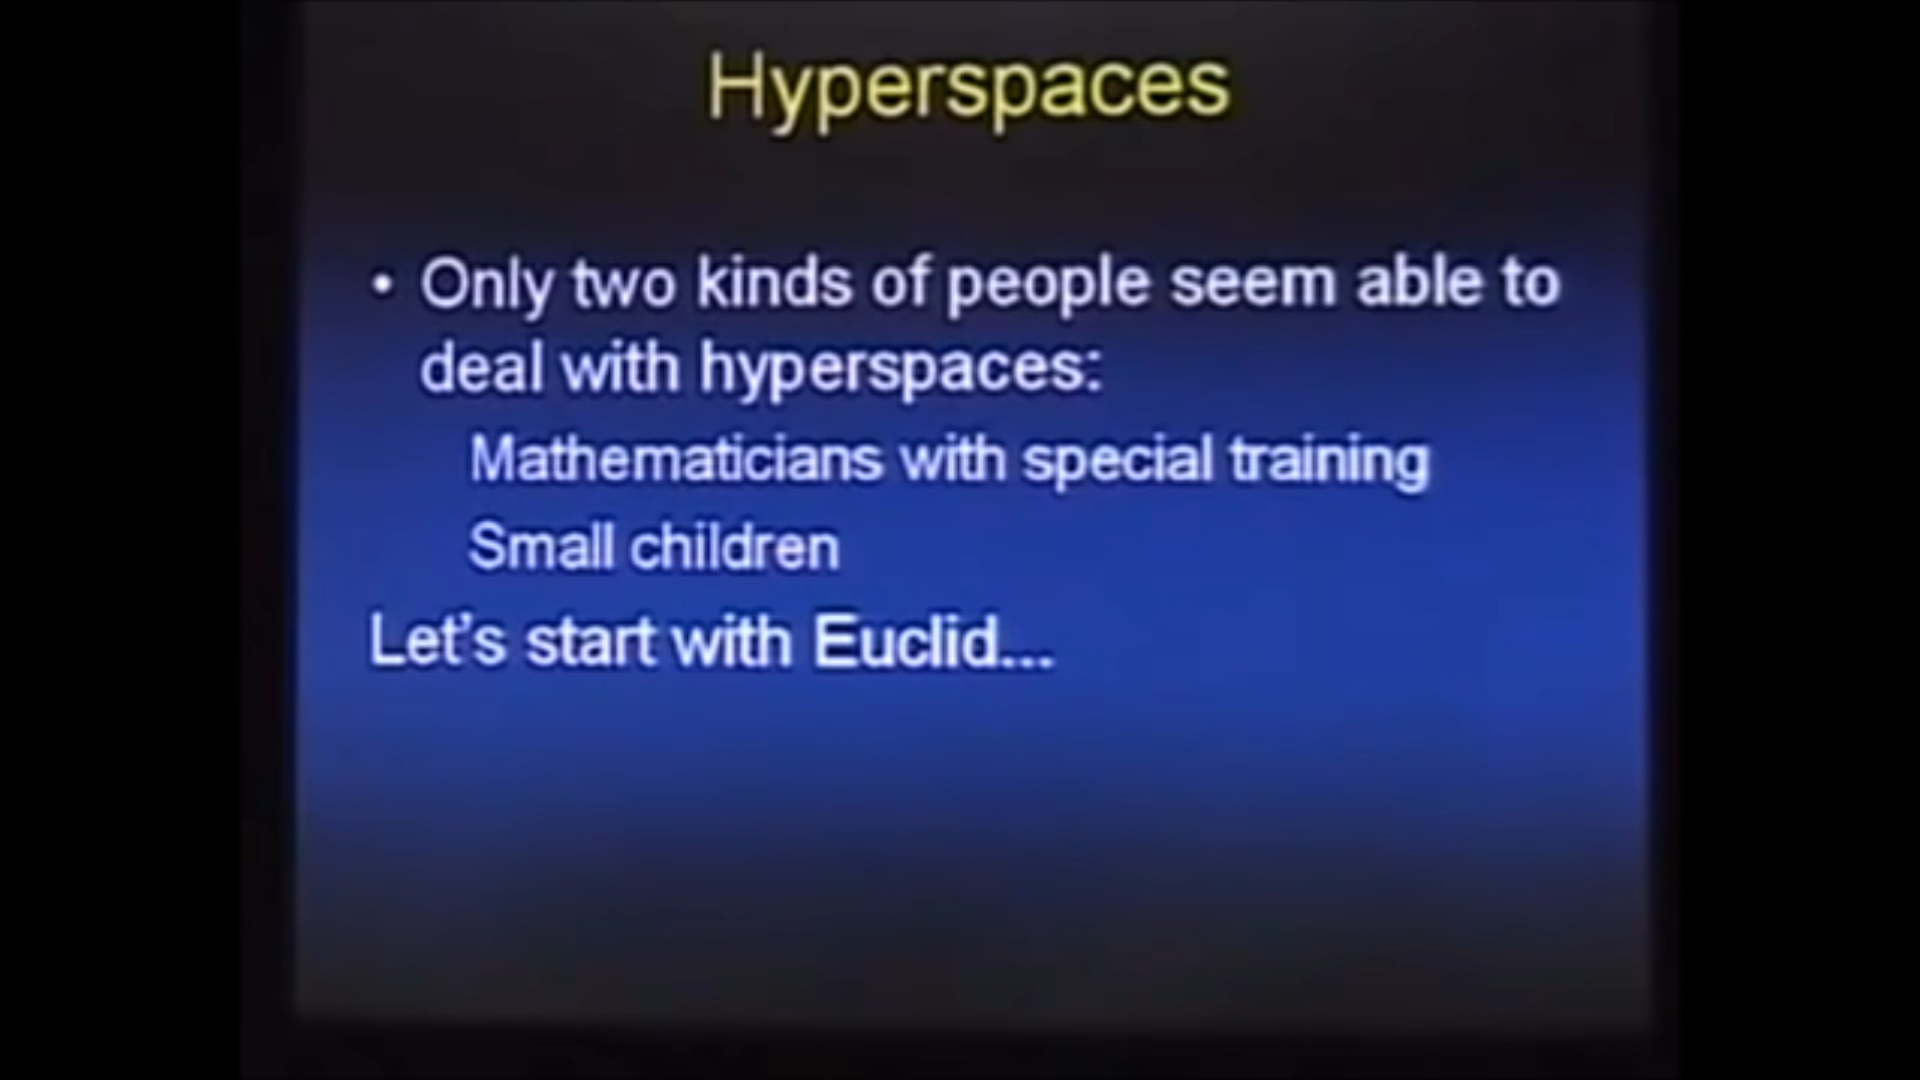 Hyperspaces
• Only two kinds of people seem able to
deal with hyperspaces:
Mathematicians with special training
Small children
Let's start with Euclid...